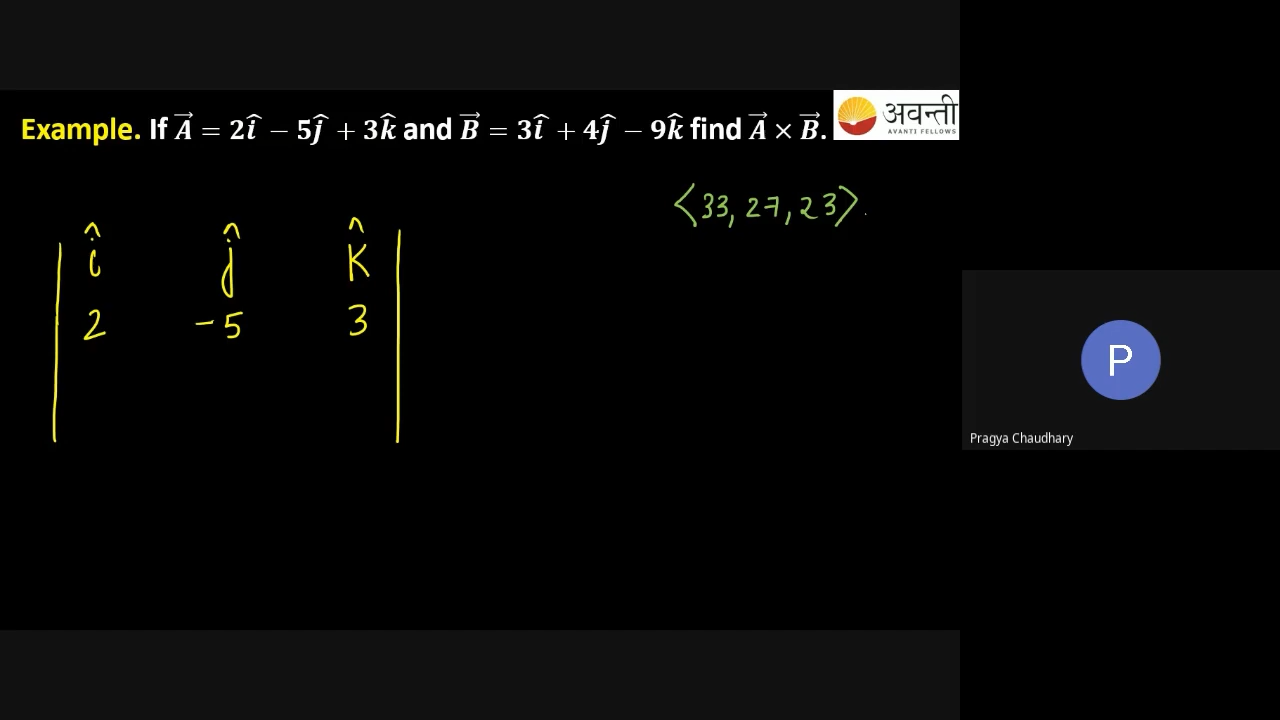 Example. If A⃗ = 2î − 5ĵ + 3k̂ and B⃗ = 3î + 4ĵ − 9k̂ find A⃗ × B⃗.
अवन्ती
AVANTI FELLOWS
<33, 27, 23>.
î ĵ k̂
2 -5 3
P
Pragya Chaudhary